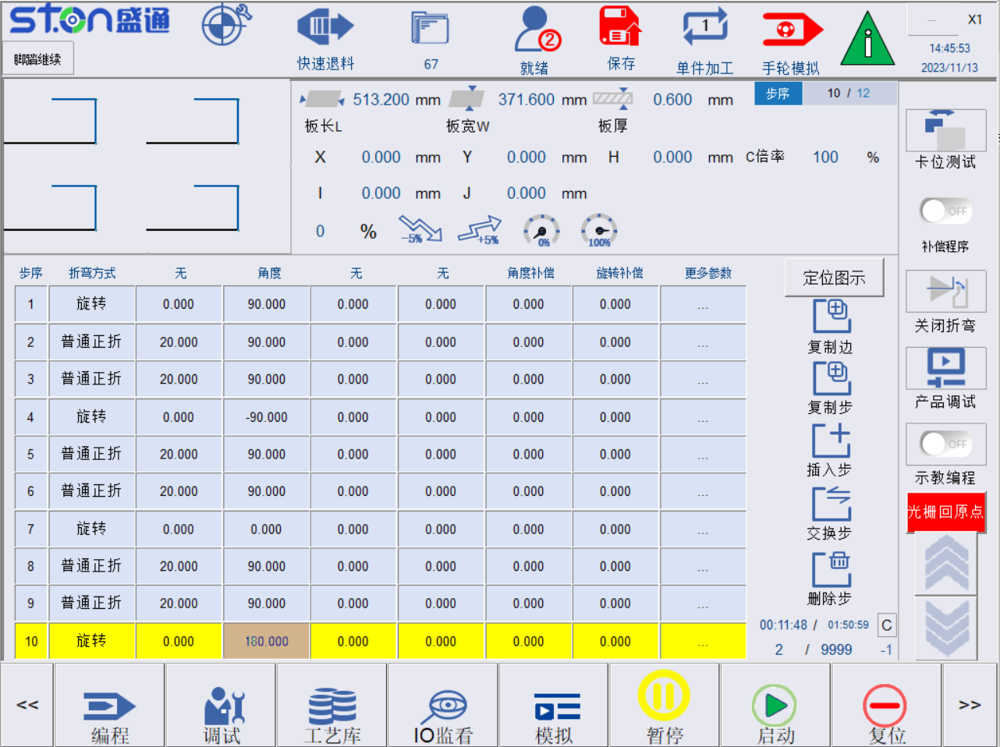 STON盛通
脚踏继续
快速退料
67
2
就绪
保存
1
单件加工
手轮模拟
i
--
X1
14:45:53
2023/11/13
513.200 mm
371.600 mm
0.600 mm
步序
10 / 12
板长L
板宽W
板厚
X 0.000 mm Y 0.000 mm H 0.000 mm C倍率 100 %
I 0.000 mm J 0.000 mm
0 % -5% +5% 0% 100%
卡位测试
OFF
补偿程序
关闭折弯
产品调试
OFF
示教编程
光栅回原点
步序 折弯方式 无 角度 无 无 角度补偿 旋转补偿 更多参数
1 旋转 0.000 90.000 0.000 0.000 0.000 0.000 ...
2 普通正折 20.000 90.000 0.000 0.000 0.000 0.000 ...
3 普通正折 20.000 90.000 0.000 0.000 0.000 0.000 ...
4 旋转 0.000 -90.000 0.000 0.000 0.000 0.000 ...
5 普通正折 20.000 90.000 0.000 0.000 0.000 0.000 ...
6 普通正折 20.000 90.000 0.000 0.000 0.000 0.000 ...
7 旋转 0.000 0.000 0.000 0.000 0.000 0.000 ...
8 普通正折 20.000 90.000 0.000 0.000 0.000 0.000 ...
9 普通正折 20.000 90.000 0.000 0.000 0.000 0.000 ...
10 旋转 0.000 180.000 0.000 0.000 0.000 0.000 ...
定位图示
复制边
复制步
插入步
交换步
删除步
00:11:48 / 01:50:59 C
2 / 9999 -1
<<
编程
调试
工艺库
IO监看
模拟
暂停
启动
复位
>>